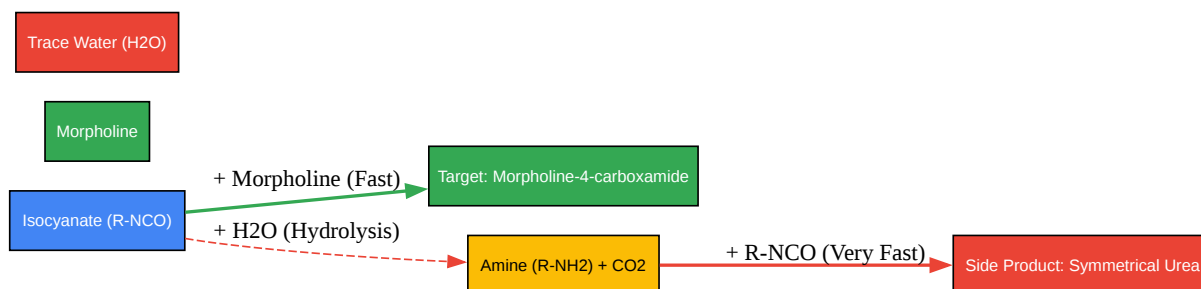 Trace Water (H2O)
Morpholine
Isocyanate (R-NCO)
+ Morpholine (Fast)
+ H2O (Hydrolysis)
Target: Morpholine-4-carboxamide
Amine (R-NH2) + CO2
+ R-NCO (Very Fast)
Side Product: Symmetrical Urea